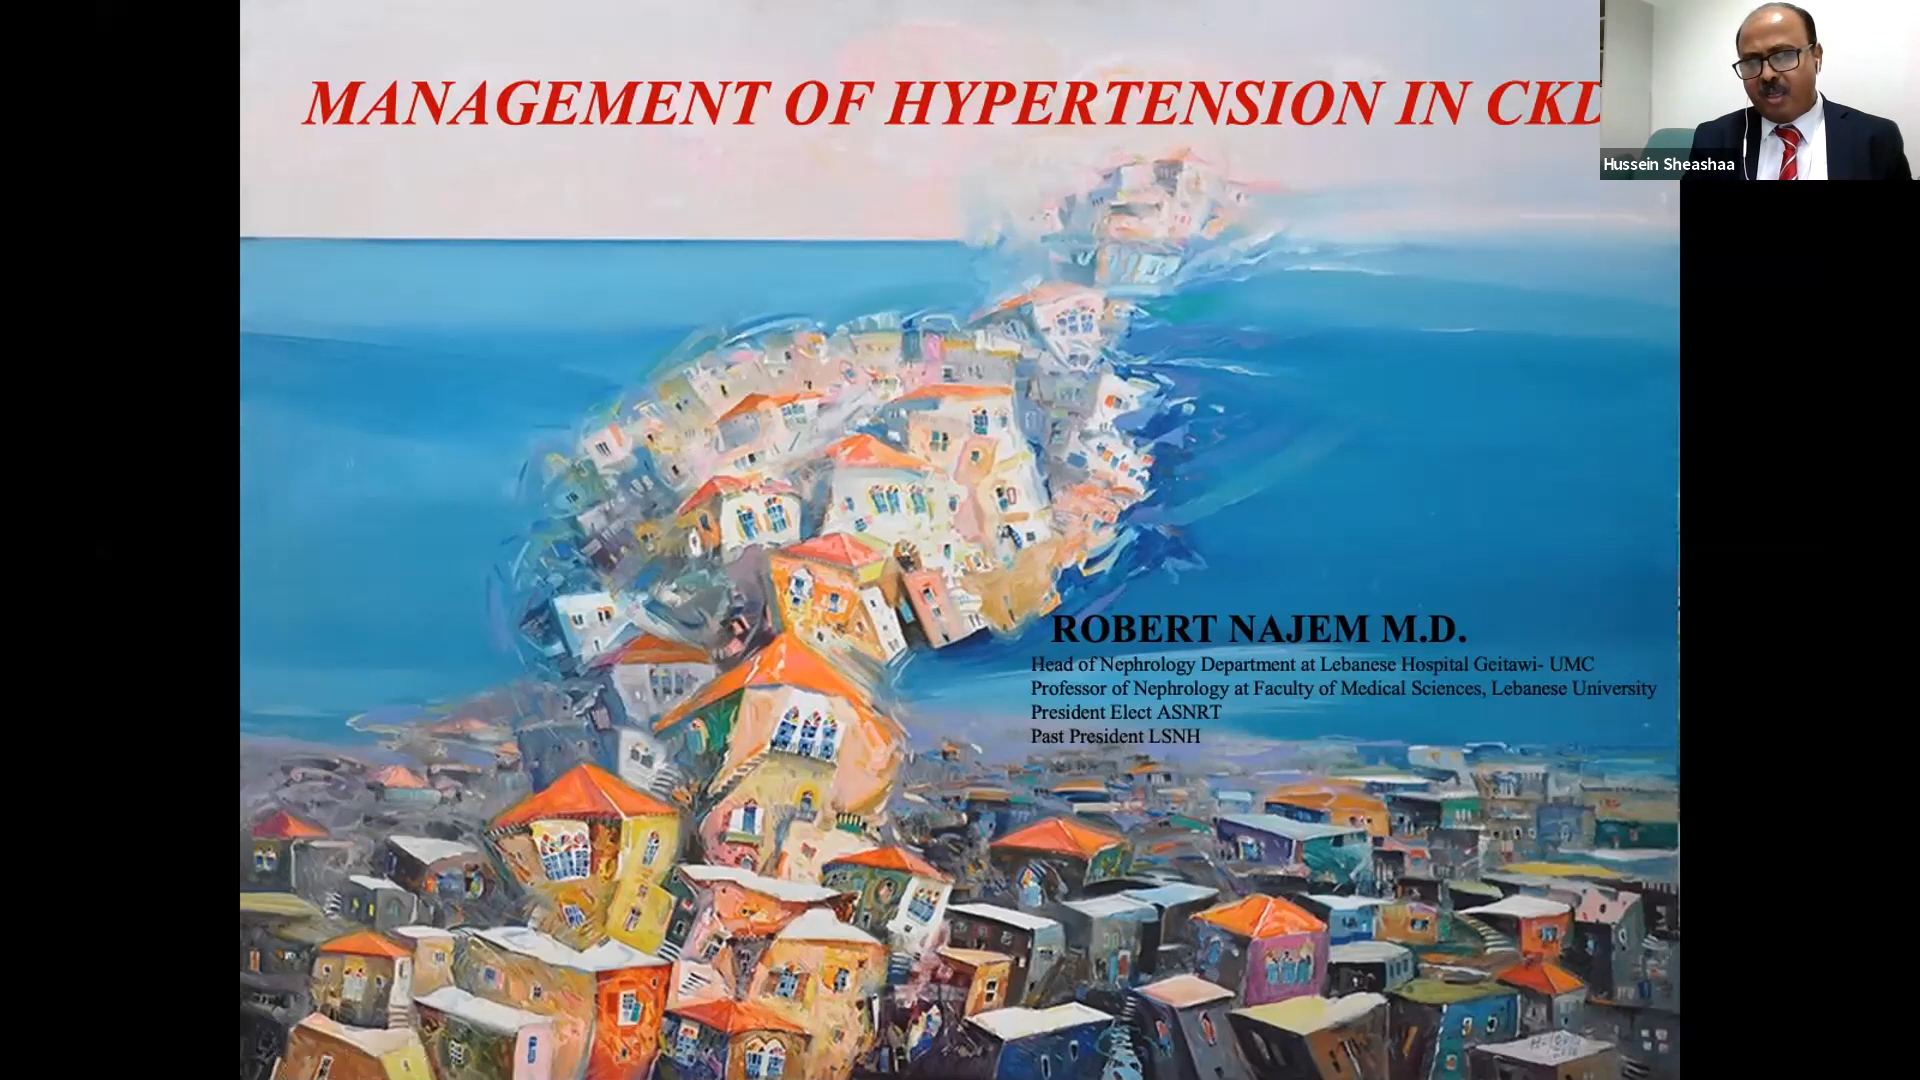 MANAGEMENT OF HYPERTENSION IN CKD
Hussein Sheashaa
ROBERT NAJEM M.D.
Head of Nephrology Department at Lebanese Hospital Geitawi- UMC
Professor of Nephrology at Faculty of Medical Sciences, Lebanese University
President Elect ASNRT
Past President LSNH